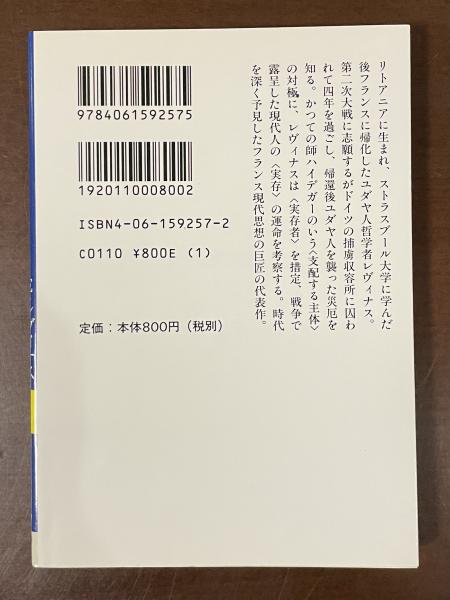 リトアニアに生まれ、ストラスブール大学に学んだ
後フランスに帰化したユダヤ人哲学者レヴィナス。
第二次大戦に志願するがドイツの捕虜収容所に囚わ
れて四年を過ごし、帰還後ユダヤ人を襲った災厄を
知る。かつての師ハイデガーのいう〈支配する主体〉
の対極に、レヴィナスは〈実存者〉を措定、戦争で
露呈した現代人の〈実存〉の運命を考察する。時代
を深く予見したフランス現代思想の巨匠の代表作。
9784061592575
1920110008002
ISBN4-06-159257-2
C0110 ¥800E (1)
定価：本体800円（税別）